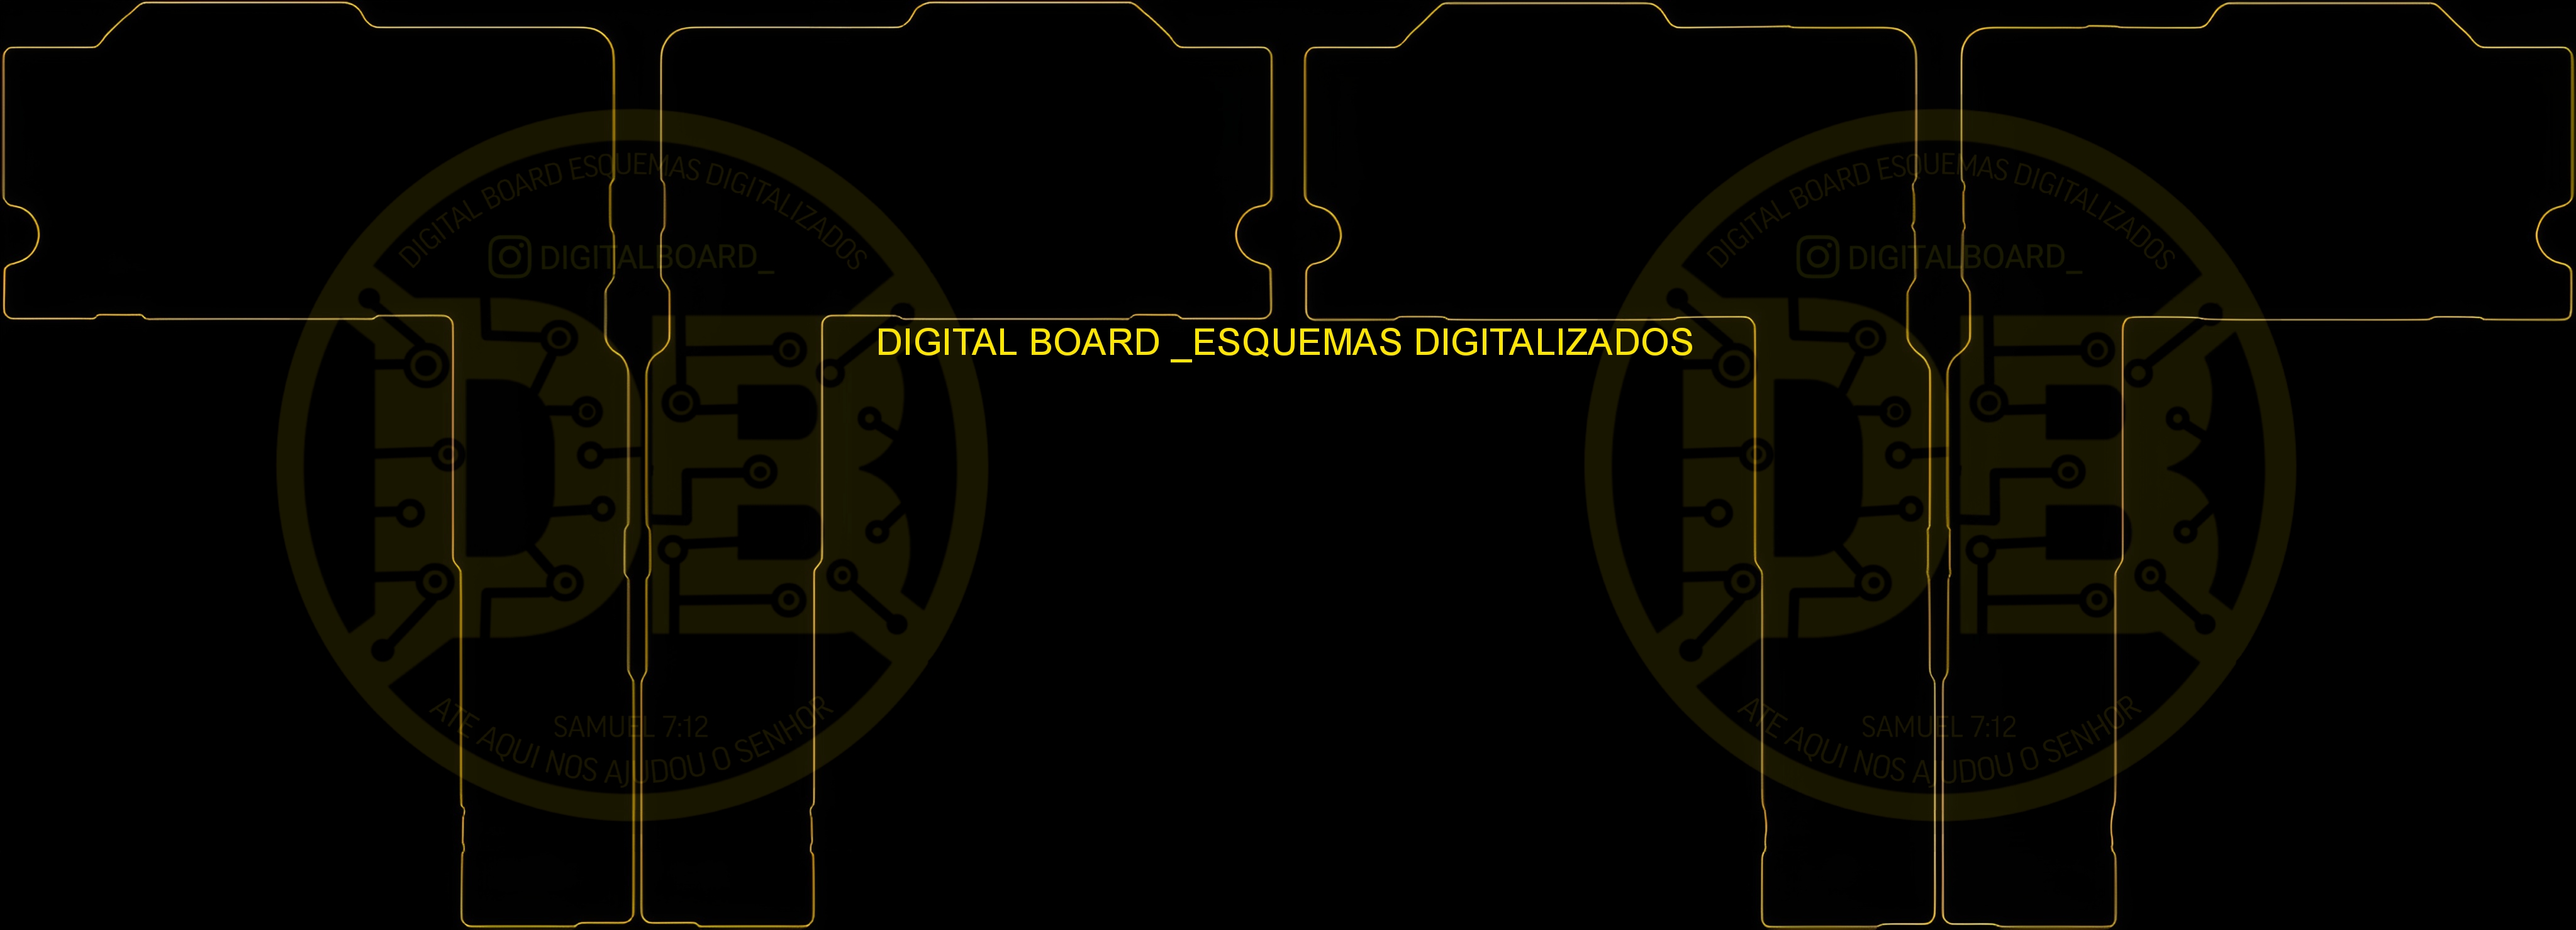 DIGITAL BOARD ESQUEMAS DIGITALIZADOS
DIGITALBOARD_
DIGITAL BOARD ESQUEMAS DIGITALIZADOS
DIGITALBOARD_
DIGITAL BOARD _ESQUEMAS DIGITALIZADOS
DB
DB
SAMUEL 7:12
ATE AQUI NOS AJUDOU O SENHOR
SAMUEL 7:12
ATE AQUI NOS AJUDOU O SENHOR